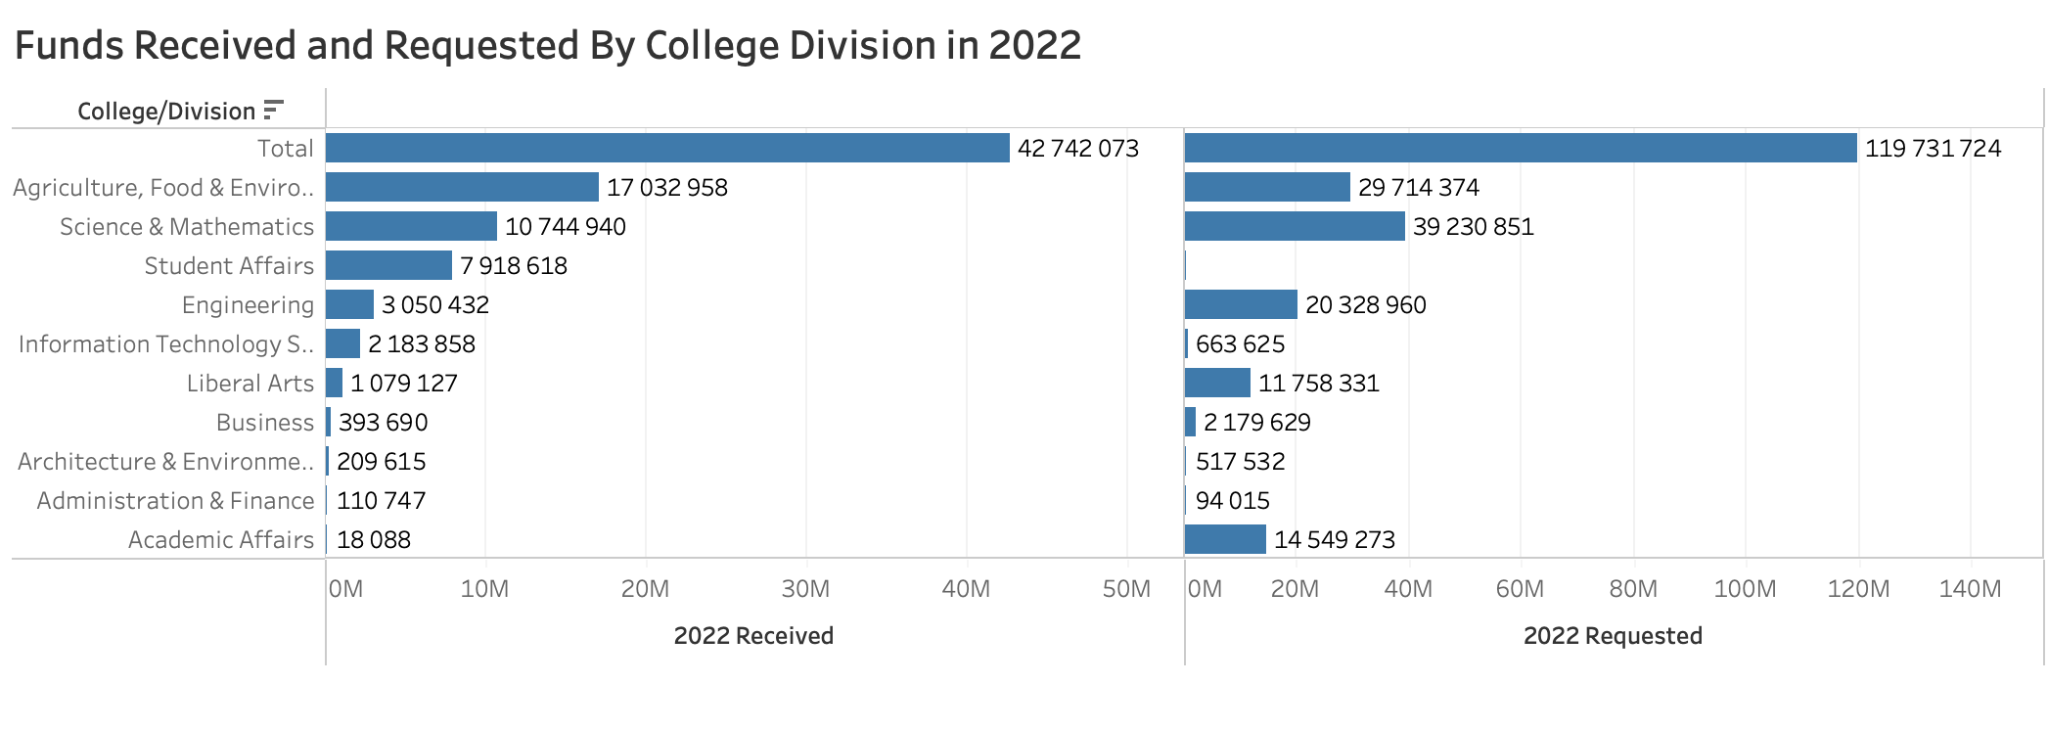 Funds Received and Requested By College Division in 2022
College/Division
Total 42 742 073 119 731 724
Agriculture, Food & Enviro.. 17 032 958 29 714 374
Science & Mathematics 10 744 940 39 230 851
Student Affairs 7 918 618
Engineering 3 050 432 20 328 960
Information Technology S.. 2 183 858 663 625
Liberal Arts 1 079 127 11 758 331
Business 393 690 2 179 629
Architecture & Environme.. 209 615 517 532
Administration & Finance 110 747 94 015
Academic Affairs 18 088 14 549 273
0M 10M 20M 30M 40M 50M 0M 20M 40M 60M 80M 100M 120M 140M
2022 Received 2022 Requested